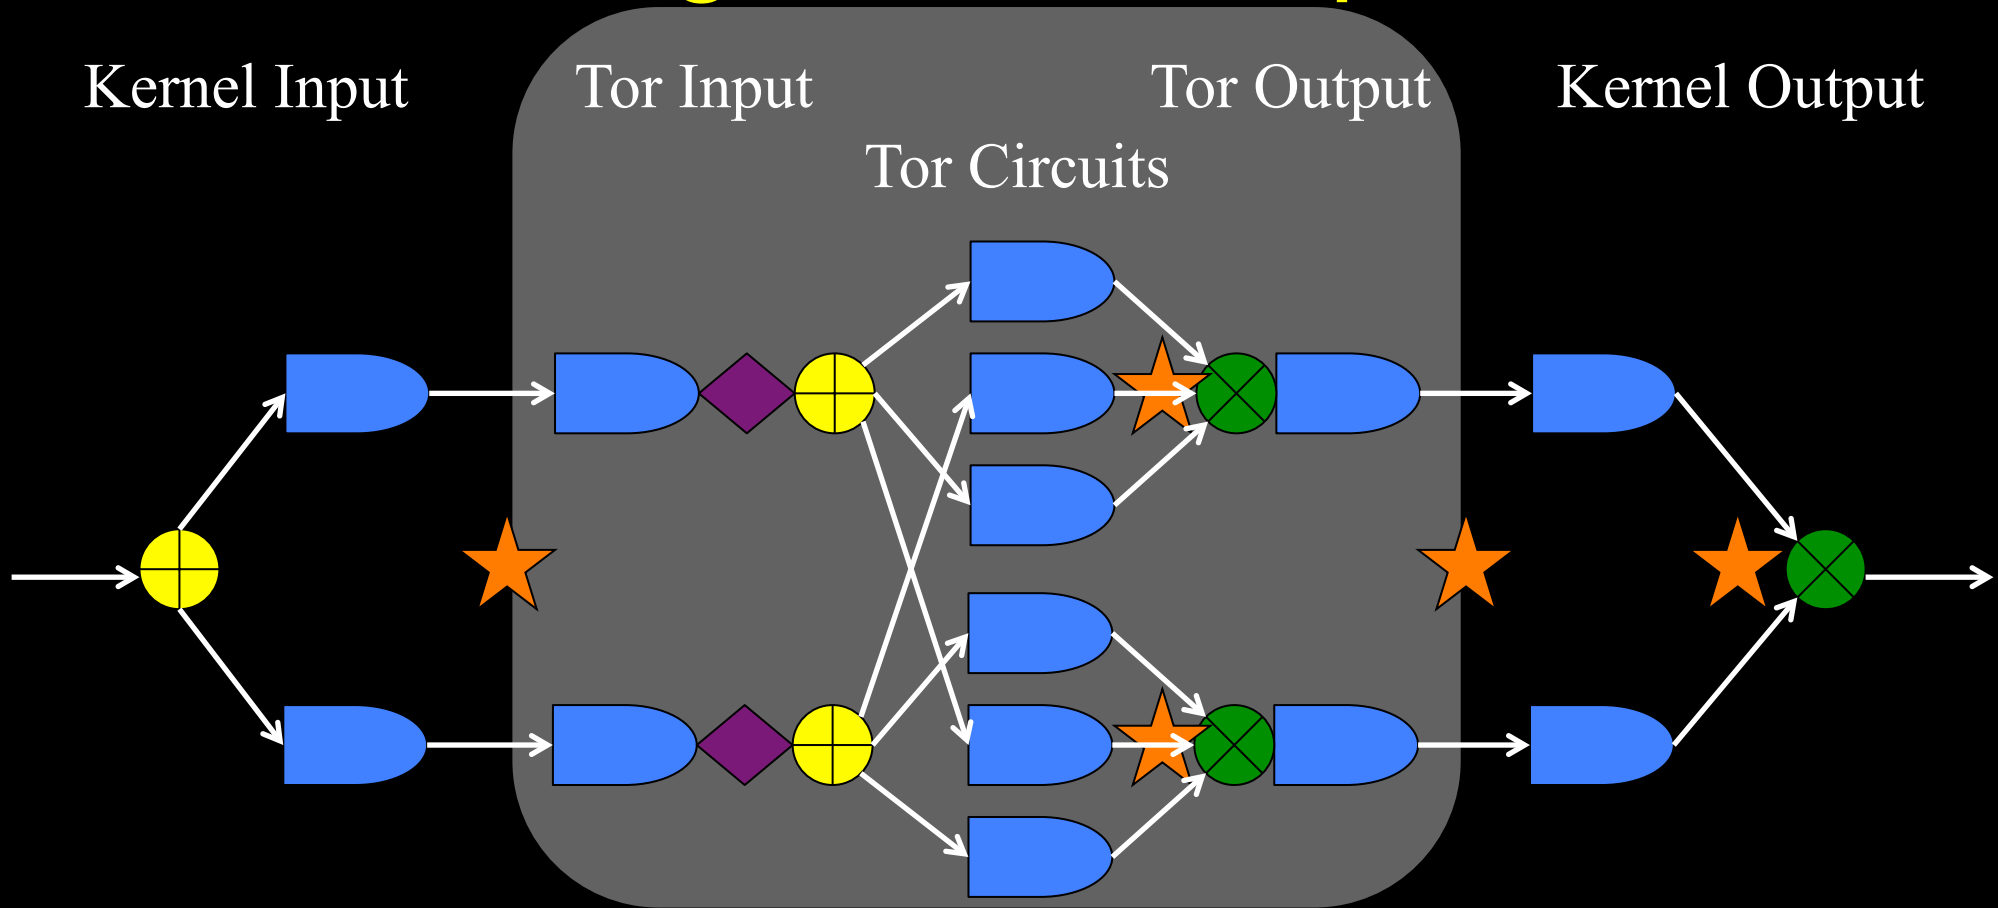 Kernel Input
Tor Input
Tor Output
Kernel Output
Tor Circuits